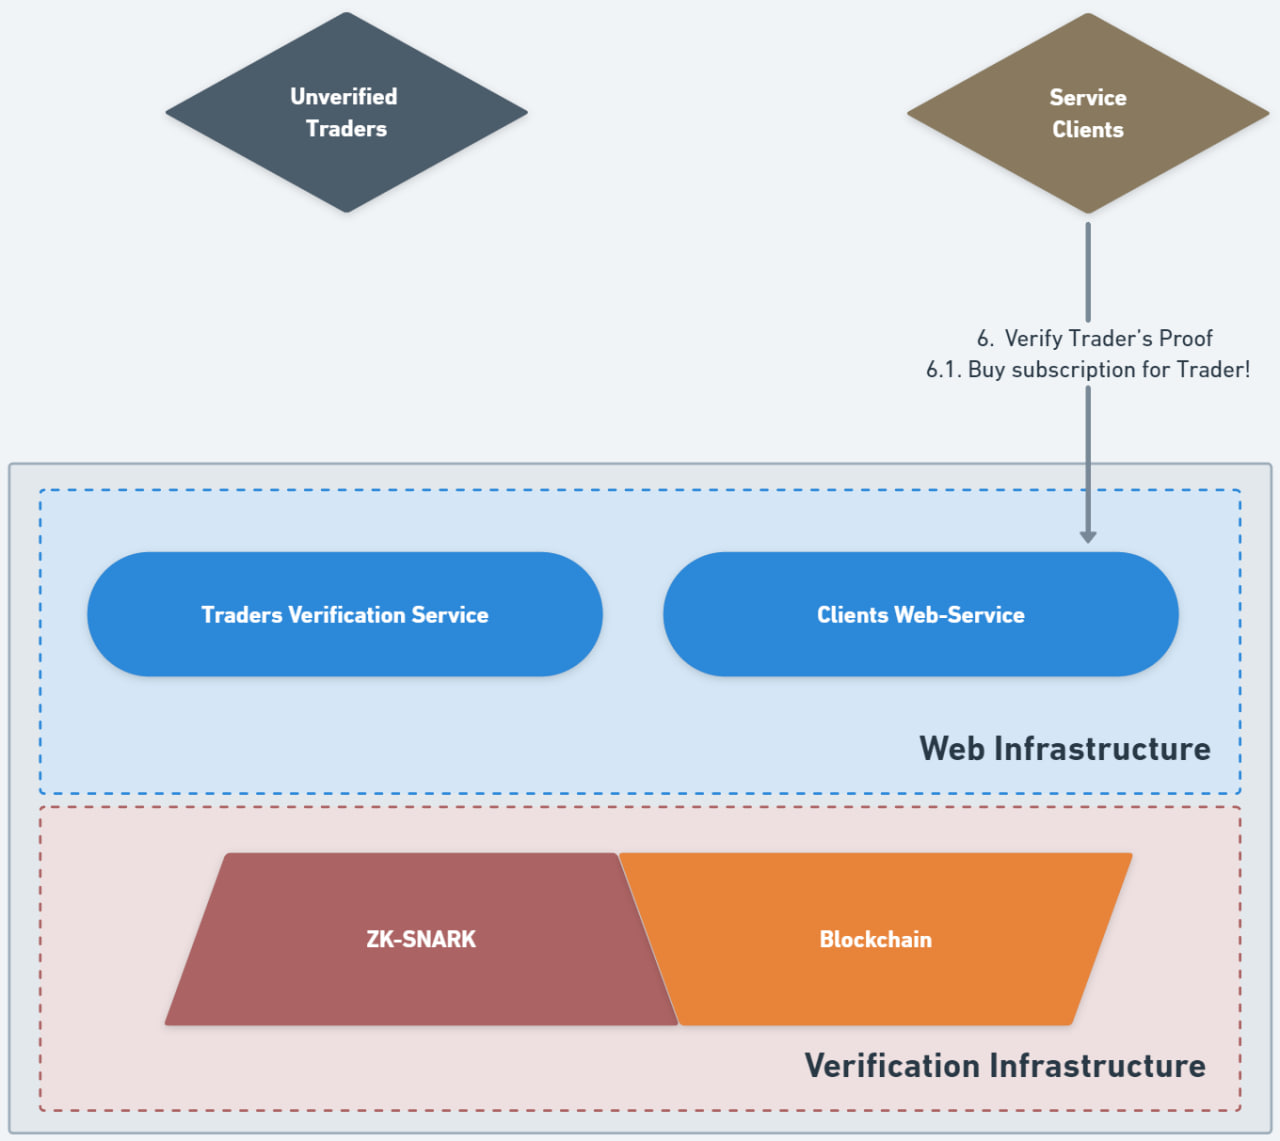 Unverified
Traders
Service
Clients
6. Verify Trader's Proof
6.1. Buy subscription for Trader!
Traders Verification Service
Clients Web-Service
Web Infrastructure
ZK-SNARK
Blockchain
Verification Infrastructure